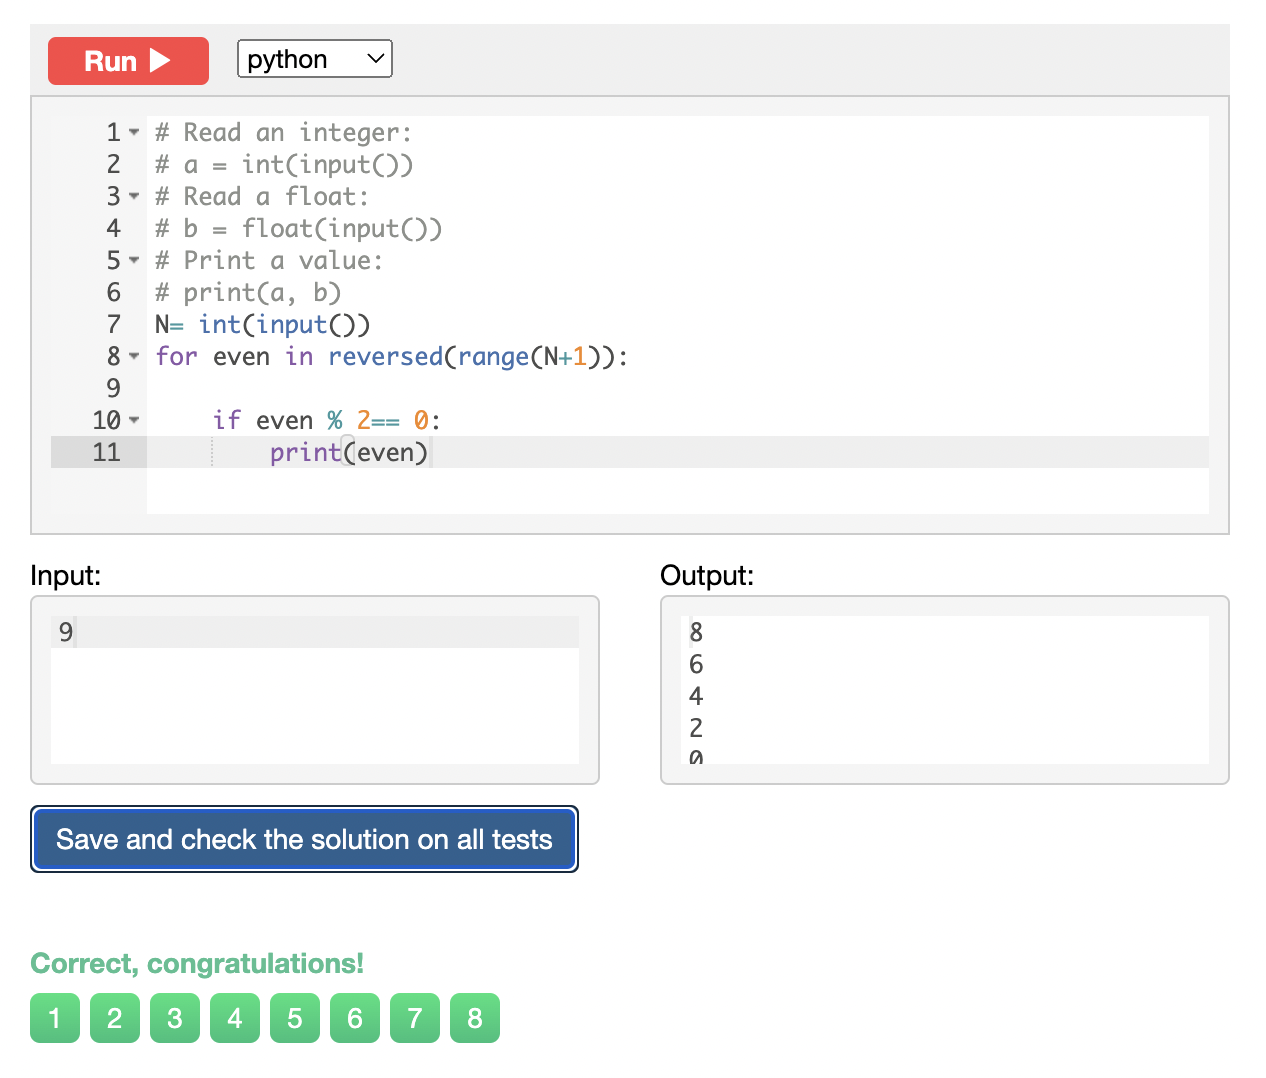 Run
python
1 # Read an integer:
2 # a = int(input())
3 # Read a float:
4 # b = float(input())
5 # Print a value:
6 # print(a, b)
7 N= int(input())
8 for even in reversed(range(N+1)):
9
10     if even % 2== 0:
11         print(even)
Input:
Output:
9
8
6
4
2
0
Save and check the solution on all tests
Correct, congratulations!
1 2 3 4 5 6 7 8